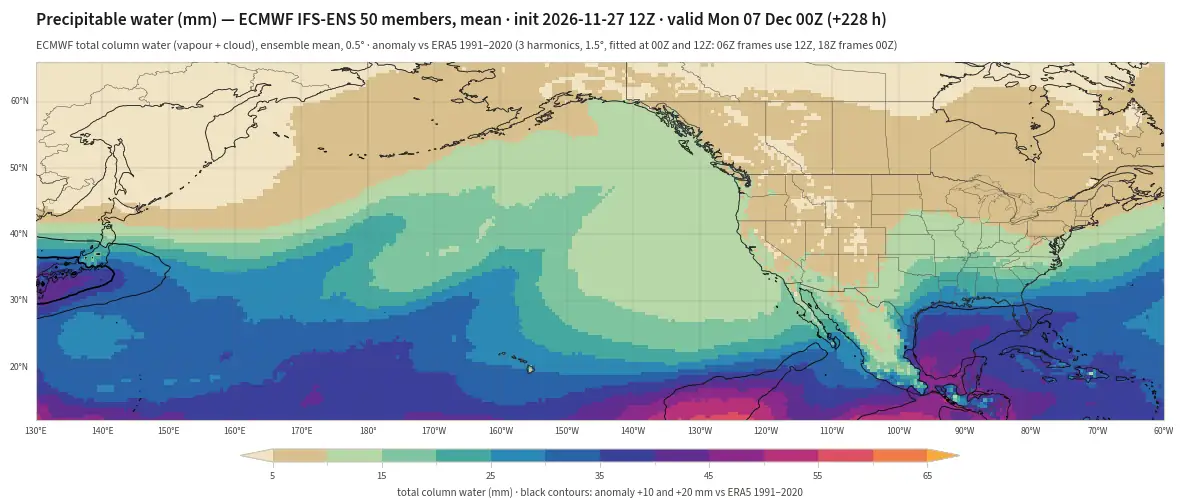 Precipitable water (mm) — ECMWF IFS-ENS 50 members, mean · init 2026-11-27 12Z · valid Mon 07 Dec 00Z (+228 h)
ECMWF total column water (vapour + cloud), ensemble mean, 0.5° · anomaly vs ERA5 1991–2020 (3 harmonics, 1.5°, fitted at 00Z and 12Z: 06Z frames use 12Z, 18Z frames 00Z)
60°N
50°N
40°N
30°N
20°N
130°E 140°E 150°E 160°E 170°E 180° 170°W 160°W 150°W 140°W 130°W 120°W 110°W 100°W 90°W 80°W 70°W 60°W
5 15 25 35 45 55 65
total column water (mm) · black contours: anomaly +10 and +20 mm vs ERA5 1991–2020